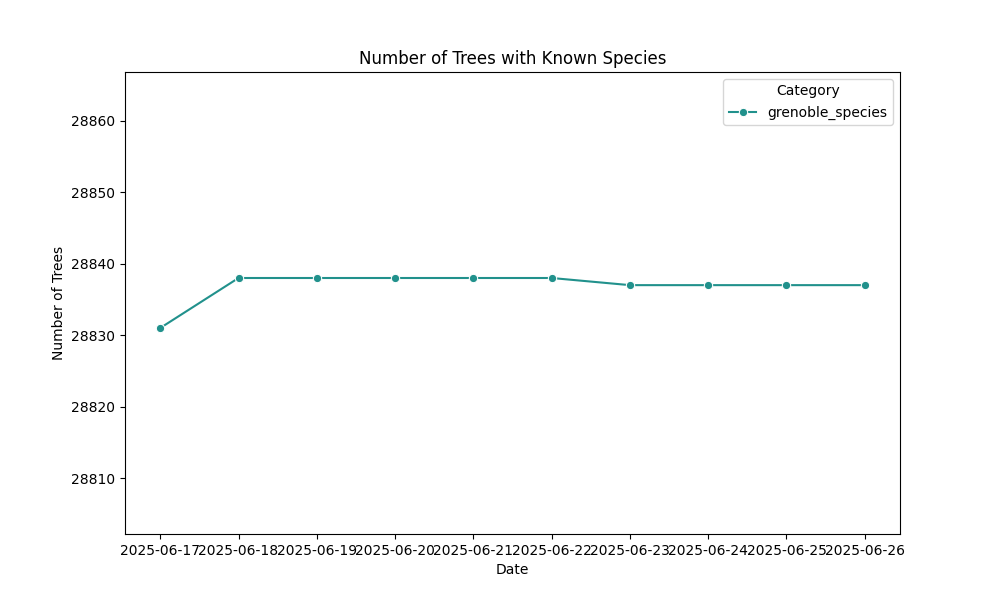 Number of Trees with Known Species
Category
grenoble_species
28860
28850
28840
28830
28820
28810
Number of Trees
2025-06-17 2025-06-18 2025-06-19 2025-06-20 2025-06-21 2025-06-22 2025-06-23 2025-06-24 2025-06-25 2025-06-26
Date